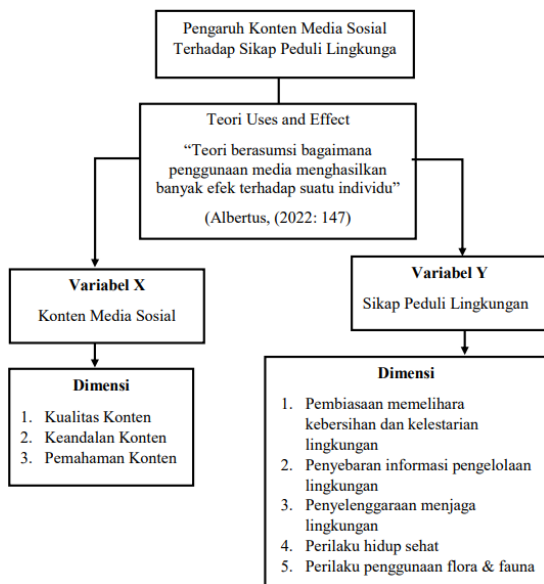 Pengaruh Konten Media Sosial
Terhadap Sikap Peduli Lingkunga
Teori Uses and Effect
“Teori berasumsi bagaimana
penggunaan media menghasilkan
banyak efek terhadap suatu individu”
(Albertus, (2022: 147)
Variabel X
Konten Media Sosial
Variabel Y
Sikap Peduli Lingkungan
Dimensi
1. Kualitas Konten
2. Keandalan Konten
3. Pemahaman Konten
Dimensi
1. Pembiasaan memelihara
kebersihan dan kelestarian
lingkungan
2. Penyebaran informasi pengelolaan
lingkungan
3. Penyelenggaraan menjaga
lingkungan
4. Perilaku hidup sehat
5. Perilaku penggunaan flora & fauna